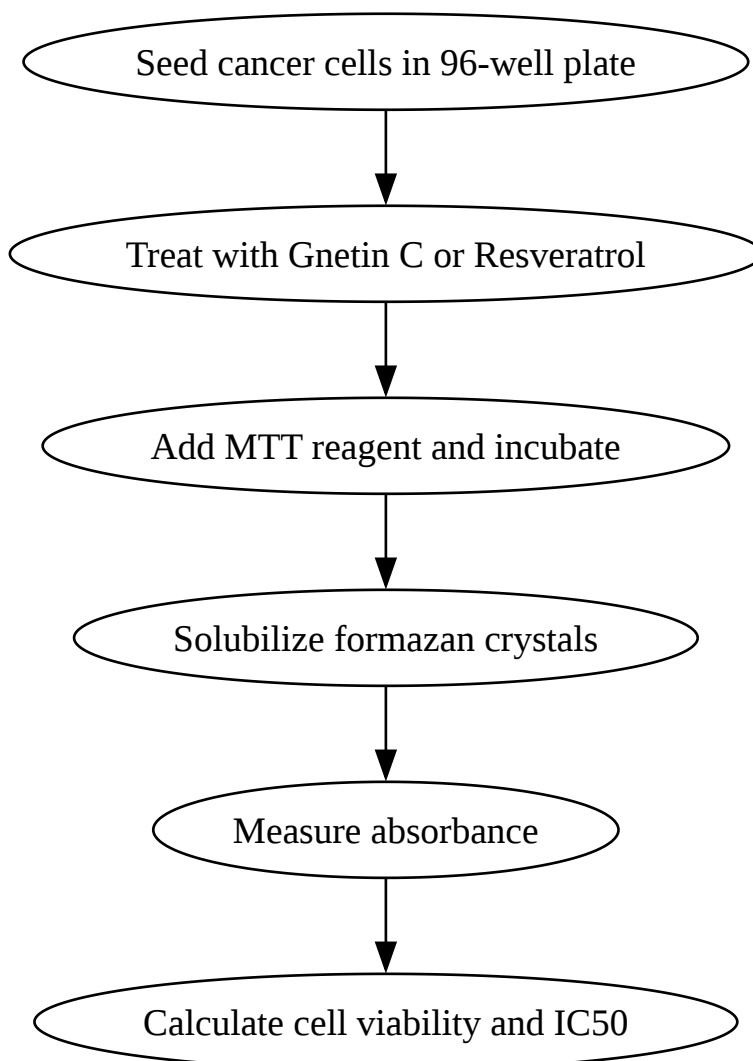 Seed cancer cells in 96-well plate
Treat with Gnetin C or Resveratrol
Add MTT reagent and incubate
Solubilize formazan crystals
Measure absorbance
Calculate cell viability and IC50